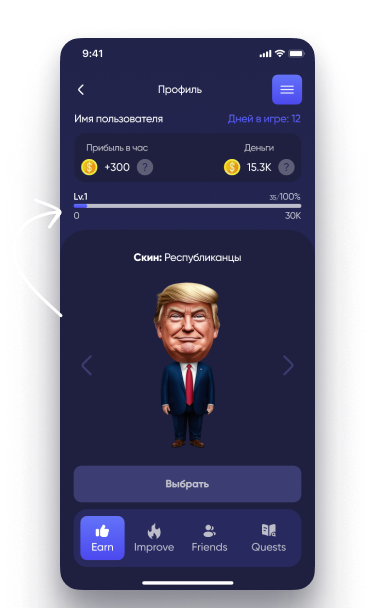 9:41
Профиль
Имя пользователя
Дней в игре: 12
Прибыль в час
Деньги
+300 ?
15.3K ?
Lv.1
35/100%
0
30K
Скин: Республиканцы
Выбрать
Earn
Improve
Friends
Quests